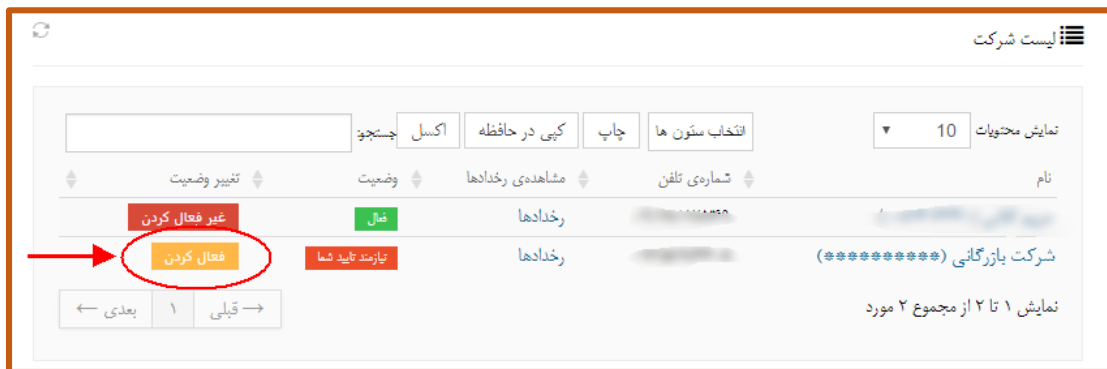 لیست شرکت
نمایش محتویات 10 انتخاب ستون ها چاپ کپی در حافظه اکسل جستجو:
نام شماره‌ی تلفن مشاهده‌ی رخدادها وضعیت تغییر وضعیت
رخدادها فعال غیر فعال کردن
شرکت بازرگانی (**********) رخدادها نیازمند تایید شما فعال کردن
نمایش ۱ تا ۲ از مجموع ۲ مورد → قبلی ۱ بعدی ←